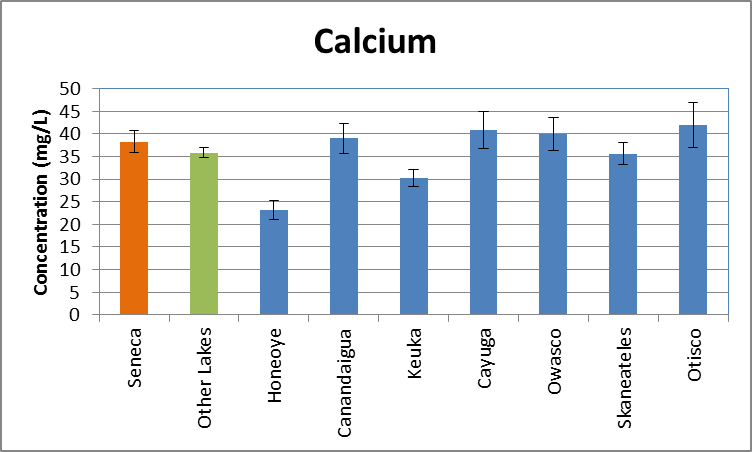 Calcium
Concentration (mg/L)
50
45
40
35
30
25
20
15
10
5
0
Seneca
Other Lakes
Honeoye
Canandaigua
Keuka
Cayuga
Owasco
Skaneateles
Otisco